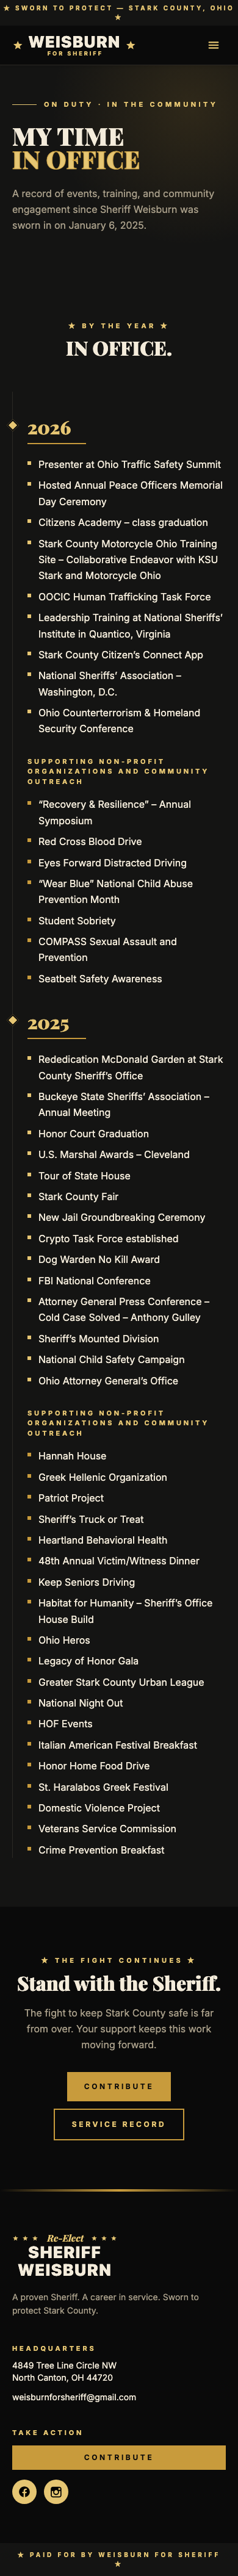 ★ SWORN TO PROTECT — STARK COUNTY, OHIO
★
★ WEISBURN ★
FOR SHERIFF
ON DUTY · IN THE COMMUNITY
MY TIME
IN OFFICE
A record of events, training, and community
engagement since Sheriff Weisburn was
sworn in on January 6, 2025.
★ BY THE YEAR ★
IN OFFICE.
2026
Presenter at Ohio Traffic Safety Summit
Hosted Annual Peace Officers Memorial
Day Ceremony
Citizens Academy – class graduation
Stark County Motorcycle Ohio Training
Site – Collaborative Endeavor with KSU
Stark and Motorcycle Ohio
OOCIC Human Trafficking Task Force
Leadership Training at National Sheriffs’
Institute in Quantico, Virginia
Stark County Citizen’s Connect App
National Sheriffs’ Association –
Washington, D.C.
Ohio Counterterrorism & Homeland
Security Conference
SUPPORTING NON-PROFIT
ORGANIZATIONS AND COMMUNITY
OUTREACH
“Recovery & Resilience” – Annual
Symposium
Red Cross Blood Drive
Eyes Forward Distracted Driving
“Wear Blue” National Child Abuse
Prevention Month
Student Sobriety
COMPASS Sexual Assault and
Prevention
Seatbelt Safety Awareness
2025
Rededication McDonald Garden at Stark
County Sheriff’s Office
Buckeye State Sheriffs’ Association –
Annual Meeting
Honor Court Graduation
U.S. Marshal Awards – Cleveland
Tour of State House
Stark County Fair
New Jail Groundbreaking Ceremony
Crypto Task Force established
Dog Warden No Kill Award
FBI National Conference
Attorney General Press Conference –
Cold Case Solved – Anthony Gulley
Sheriff’s Mounted Division
National Child Safety Campaign
Ohio Attorney General’s Office
SUPPORTING NON-PROFIT
ORGANIZATIONS AND COMMUNITY
OUTREACH
Hannah House
Greek Hellenic Organization
Patriot Project
Sheriff’s Truck or Treat
Heartland Behavioral Health
48th Annual Victim/Witness Dinner
Keep Seniors Driving
Habitat for Humanity – Sheriff’s Office
House Build
Ohio Heros
Legacy of Honor Gala
Greater Stark County Urban League
National Night Out
HOF Events
Italian American Festival Breakfast
Honor Home Food Drive
St. Haralabos Greek Festival
Domestic Violence Project
Veterans Service Commission
Crime Prevention Breakfast
★ THE FIGHT CONTINUES ★
Stand with the Sheriff.
The fight to keep Stark County safe is far
from over. Your support keeps this work
moving forward.
CONTRIBUTE
SERVICE RECORD
★ ★ ★ Re-Elect ★ ★ ★
SHERIFF
WEISBURN
A proven Sheriff. A career in service. Sworn to
protect Stark County.
HEADQUARTERS
4849 Tree Line Circle NW
North Canton, OH 44720
weisburnforsheriff@gmail.com
TAKE ACTION
CONTRIBUTE
★ PAID FOR BY WEISBURN FOR SHERIFF
★